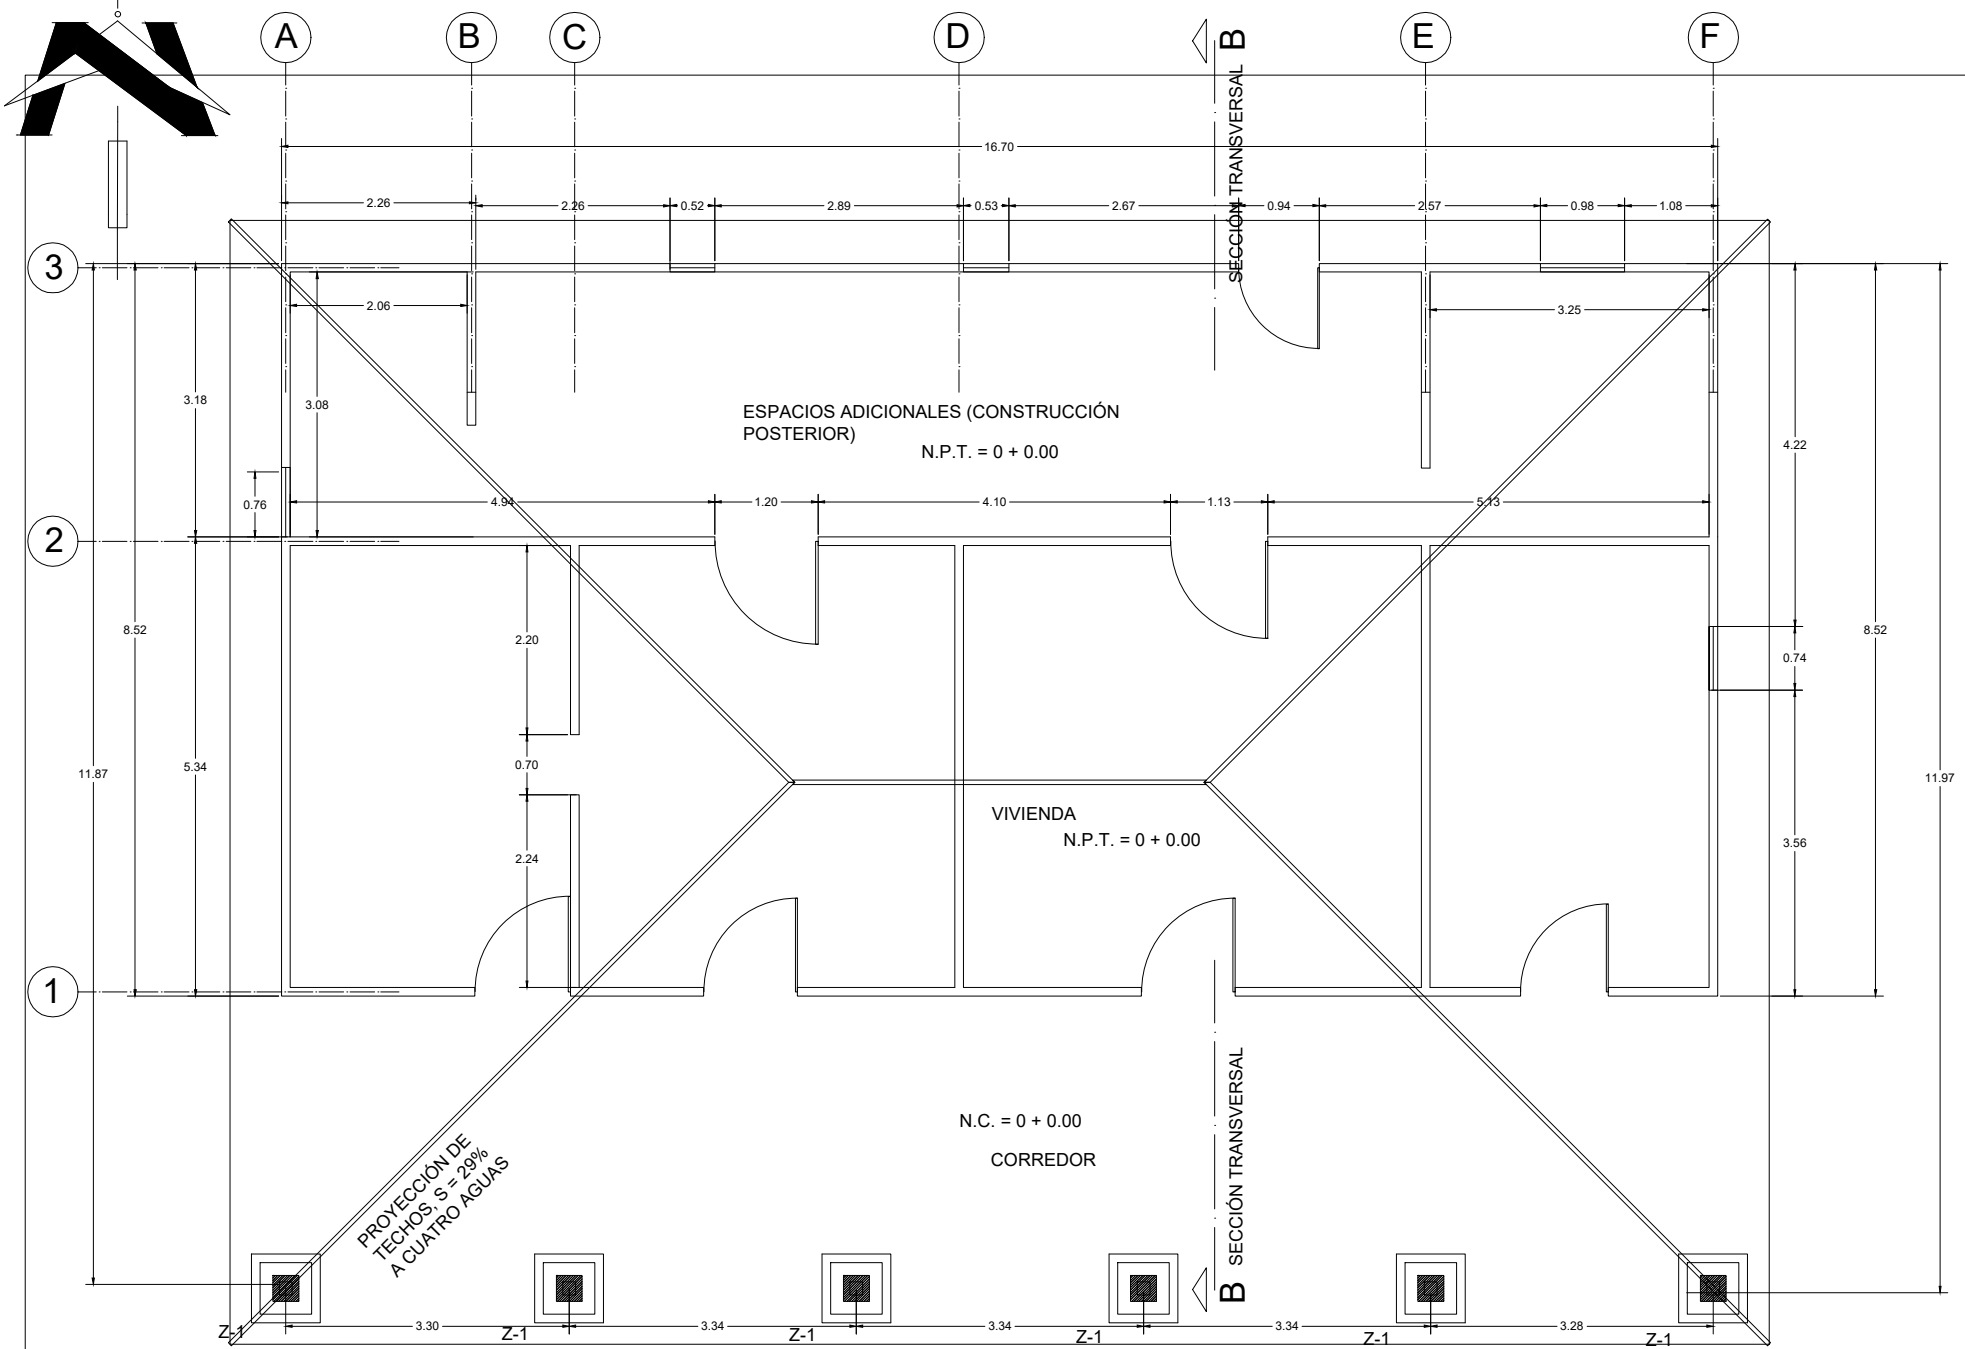 A
B
C
D
E
F
B
SECCIÓN TRANSVERSAL
16.70
2.26
2.26
0.52
2.89
0.53
2.67
0.94
2.57
0.98
1.08
3
2.06
3.25
3.18
3.08
ESPACIOS ADICIONALES (CONSTRUCCIÓN
POSTERIOR)
N.P.T. = 0 + 0.00
4.22
0.76
4.94
1.20
4.10
1.13
5.13
2
8.52
2.20
8.52
0.74
11.87
5.34
0.70
11.97
VIVIENDA
N.P.T. = 0 + 0.00
2.24
3.56
1
N.C. = 0 + 0.00
CORREDOR
SECCIÓN TRANSVERSAL
B
PROYECCIÓN DE
TECHOS, S = 29%
A CUATRO AGUAS
Z-1
3.30
Z-1
3.34
Z-1
3.34
Z-1
3.34
Z-1
3.28
Z-1